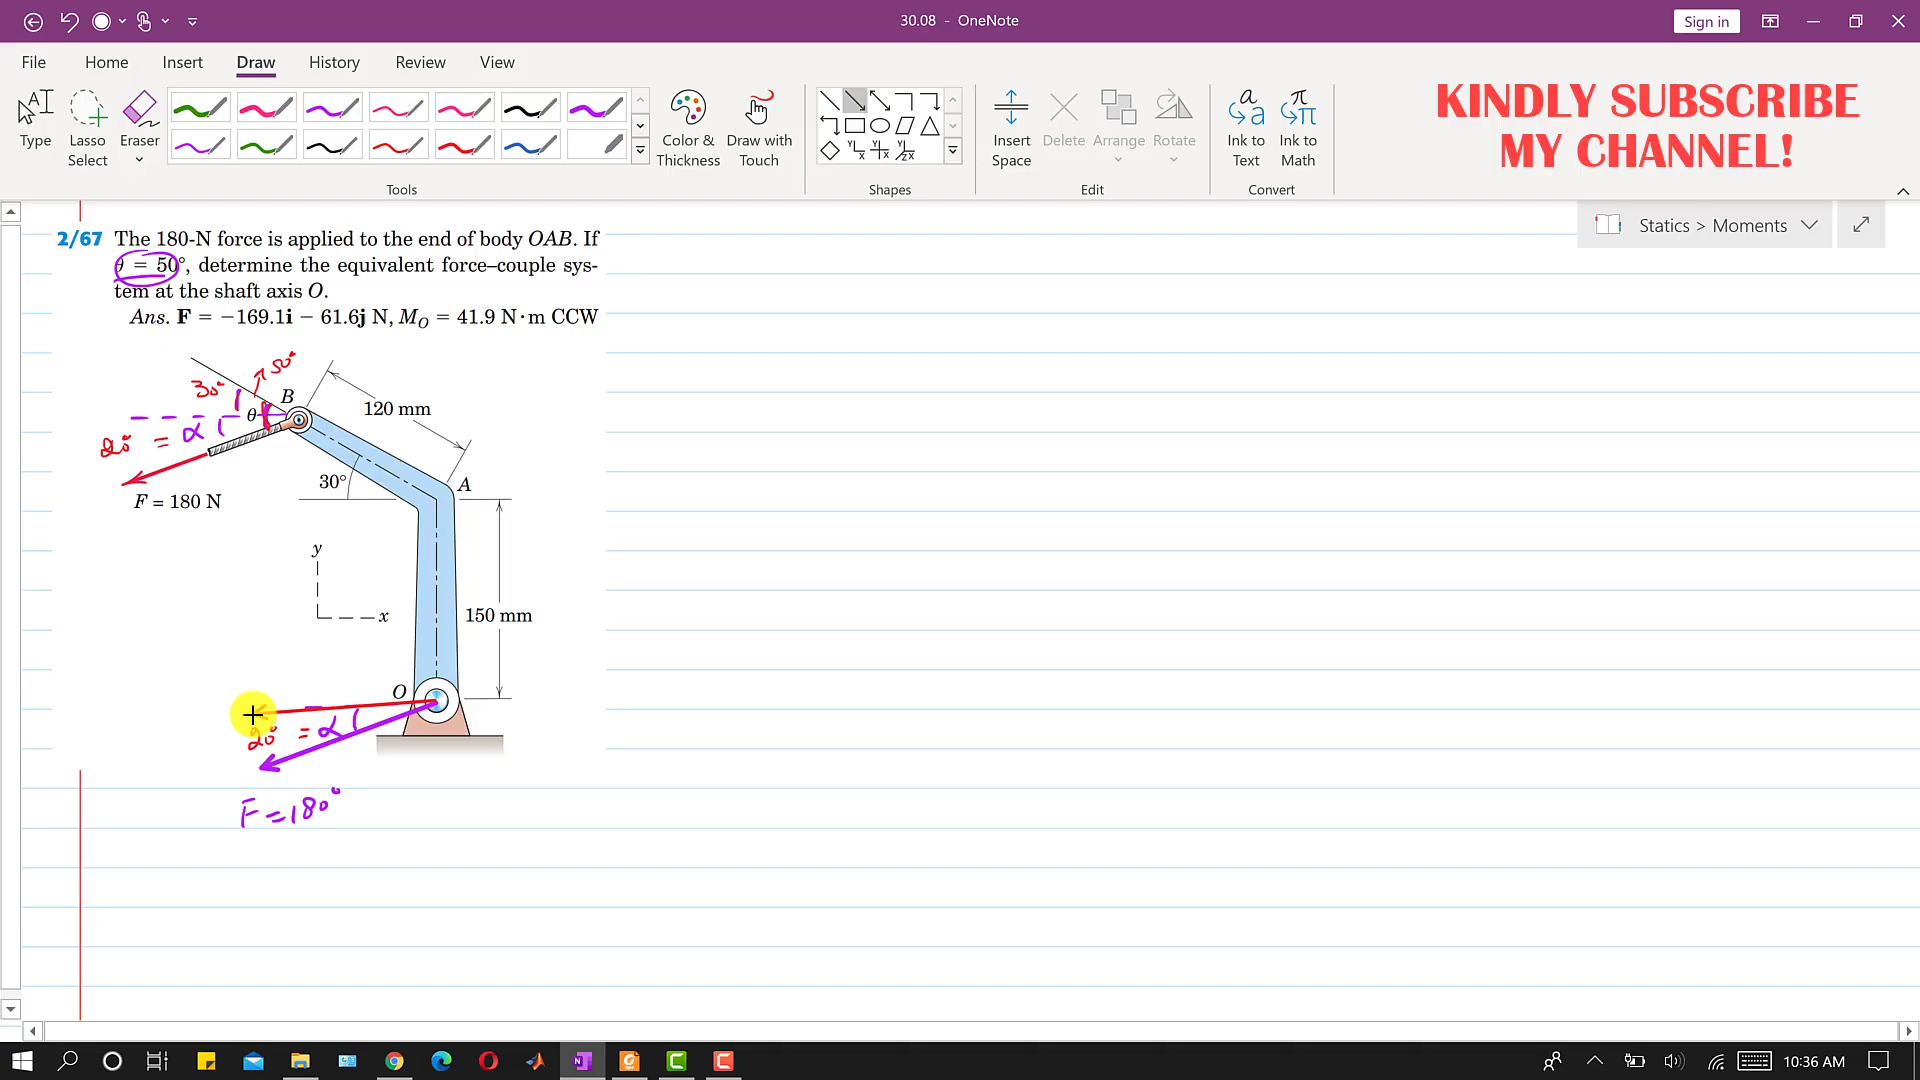 30.08 - OneNote
Sign in
File Home Insert Draw History Review View
Type
Lasso Select
Eraser
Color & Thickness
Draw with Touch
Insert Space
Delete
Arrange
Rotate
Ink to Text
Ink to Math
Tools
Shapes
Edit
Convert
KINDLY SUBSCRIBE
MY CHANNEL!
Statics > Moments
2/67 The 180-N force is applied to the end of body OAB. If
θ = 50°, determine the equivalent force–couple sys-
tem at the shaft axis O.
Ans. F = −169.1i − 61.6j N, M_O = 41.9 N·m CCW
50°
30°
B
θ
120 mm
20° = α
30°
A
F = 180 N
y
x
150 mm
O
20° = α
F = 180°
10:36 AM